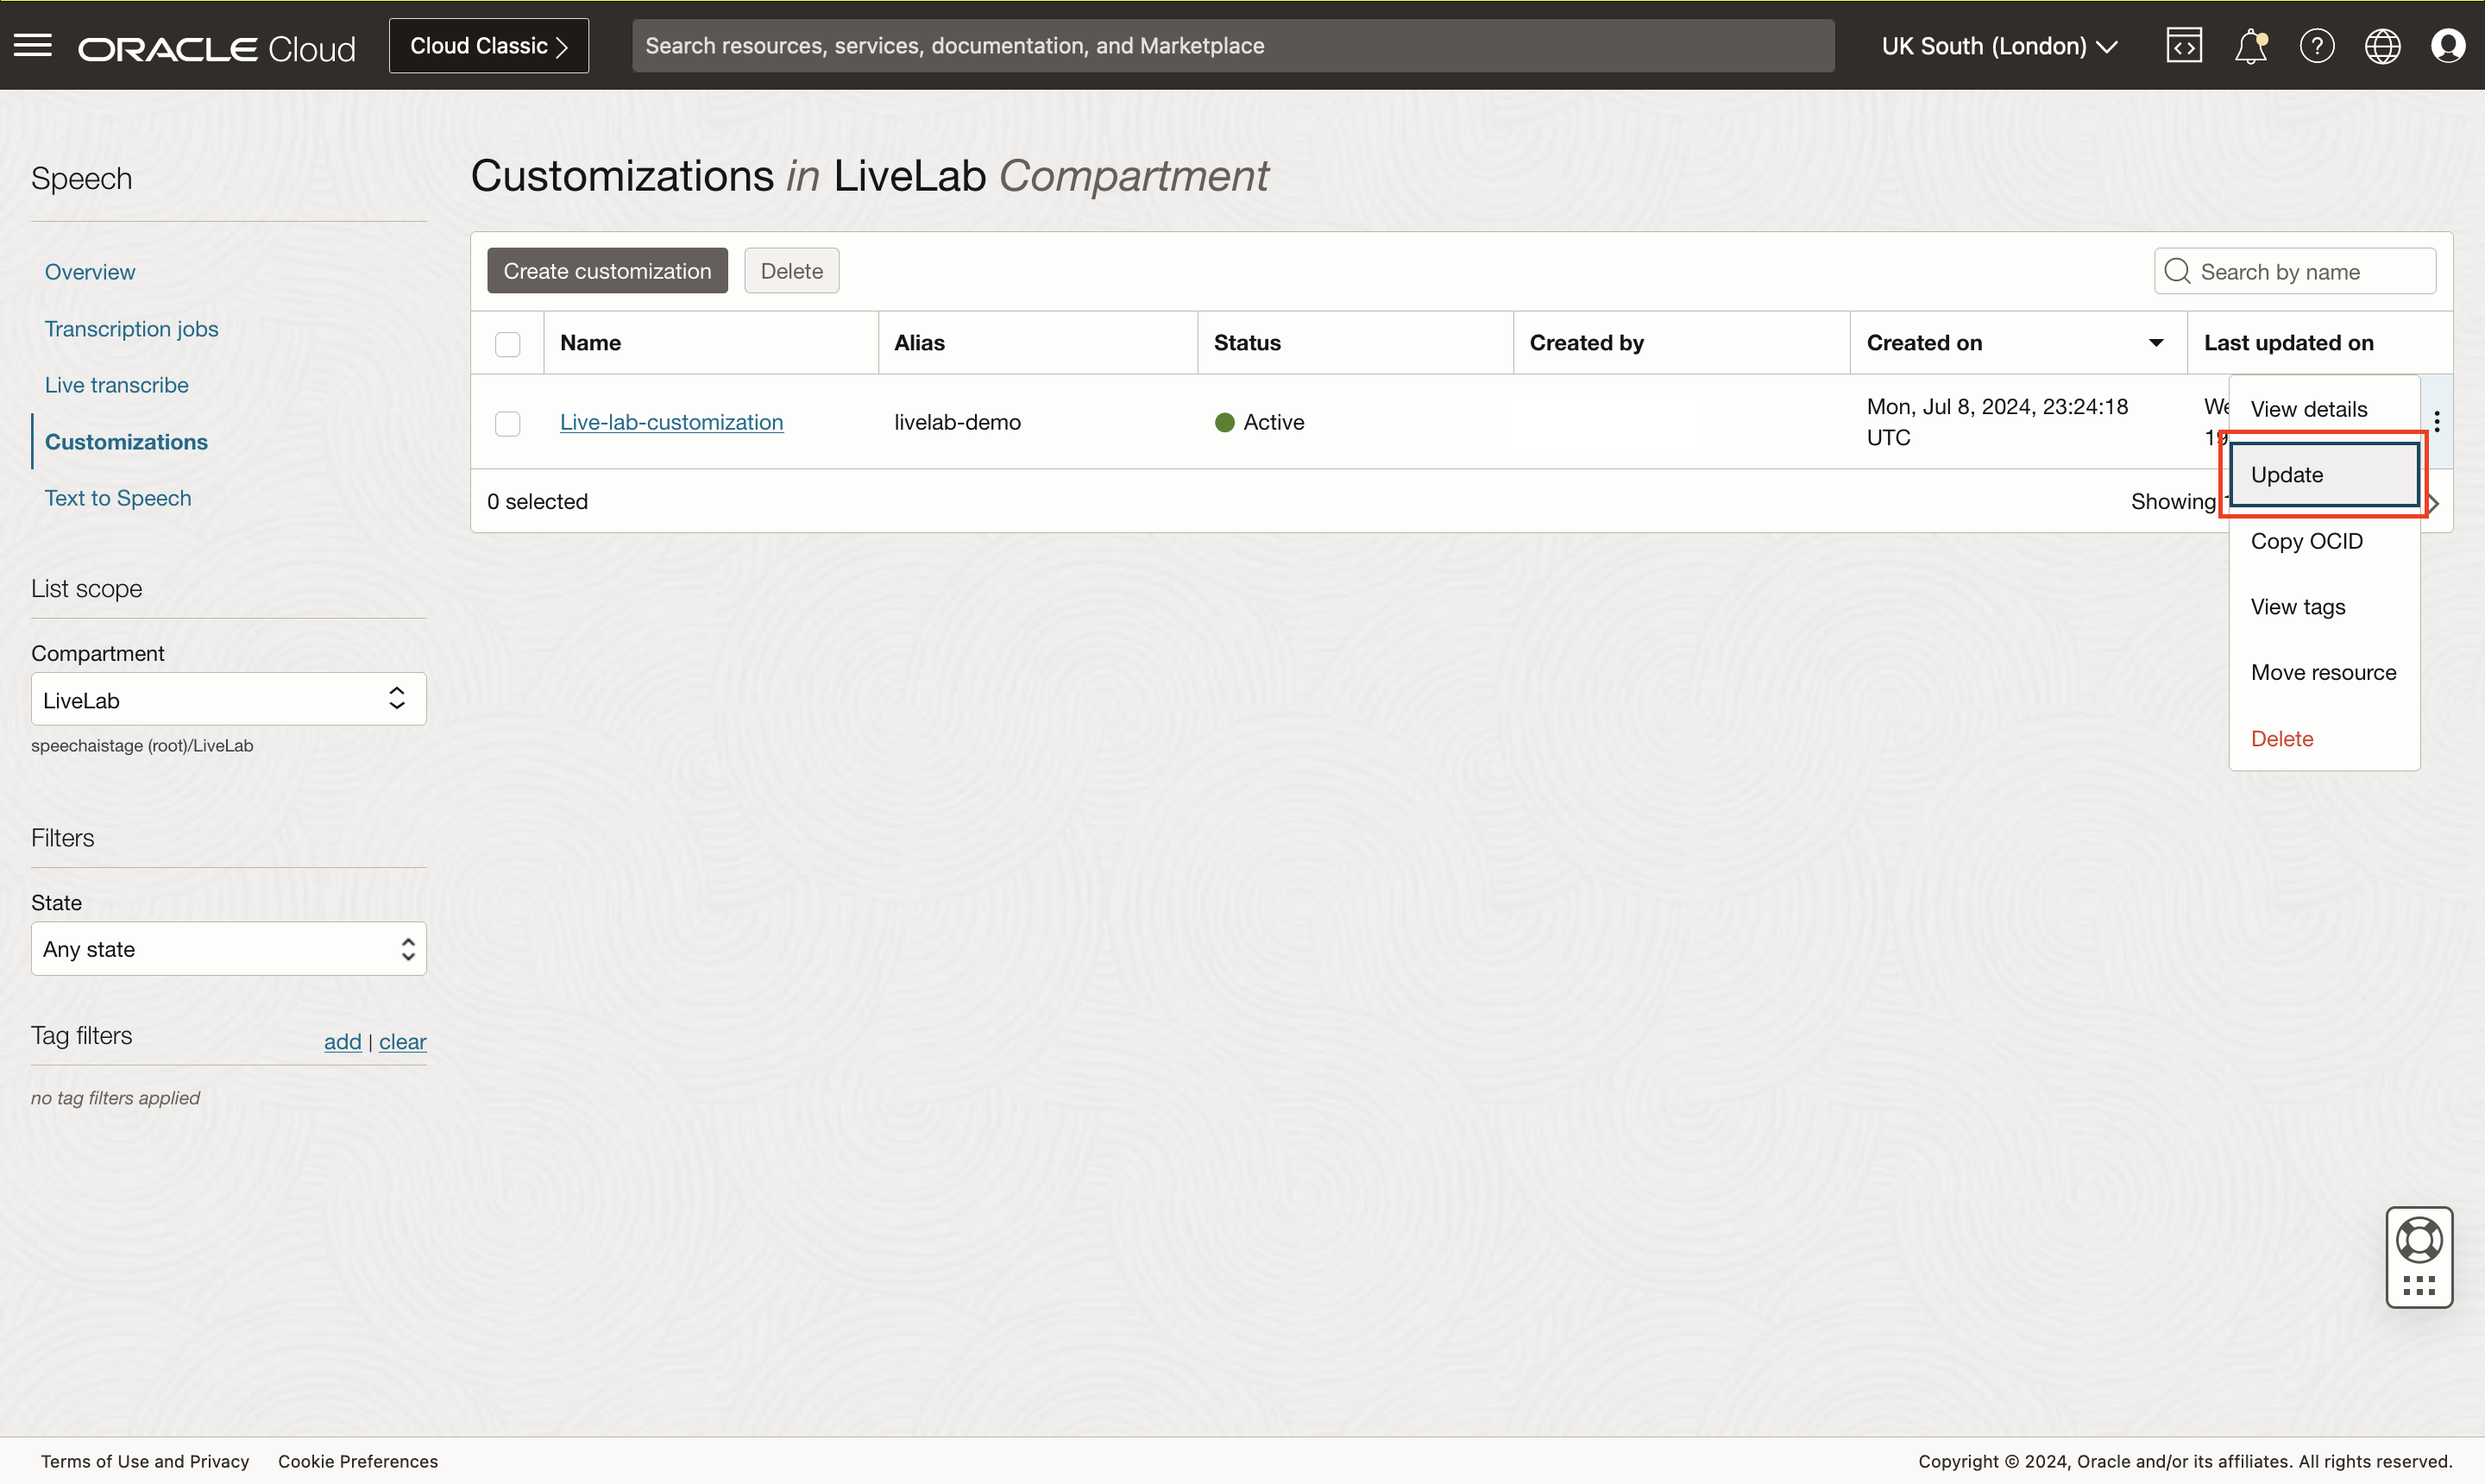 ORACLE Cloud
Cloud Classic
Search resources, services, documentation, and Marketplace
UK South (London)
Speech
Overview
Transcription jobs
Live transcribe
Customizations
Text to Speech
List scope
Compartment
LiveLab
speechaistage (root)/LiveLab
Filters
State
Any state
Tag filters
add | clear
no tag filters applied
Customizations in LiveLab Compartment
Create customization
Delete
Search by name
Name Alias Status Created by Created on Last updated on
Live-lab-customization livelab-demo Active Mon, Jul 8, 2024, 23:24:18
UTC
0 selected
Showing
View details
Update
Copy OCID
View tags
Move resource
Delete
Terms of Use and Privacy Cookie Preferences
Copyright © 2024, Oracle and/or its affiliates. All rights reserved.